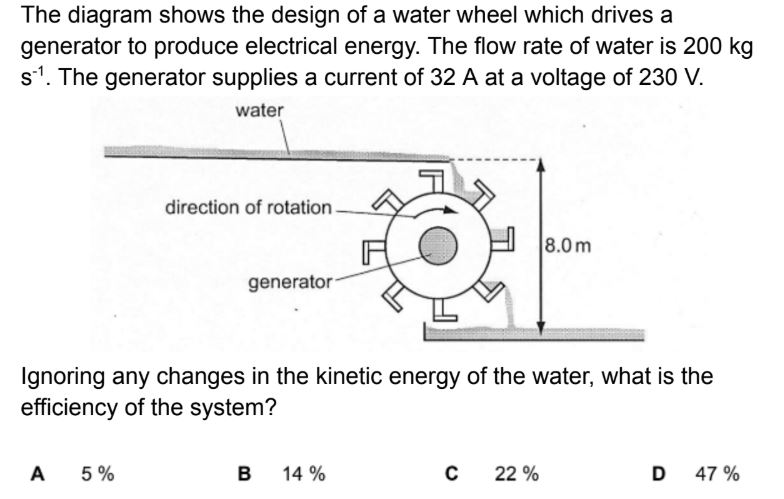 The diagram shows the design of a water wheel which drives a
generator to produce electrical energy. The flow rate of water is 200 kg
s⁻¹. The generator supplies a current of 32 A at a voltage of 230 V.
water
direction of rotation
8.0 m
generator
Ignoring any changes in the kinetic energy of the water, what is the
efficiency of the system?
A 5 % B 14 % C 22 % D 47 %